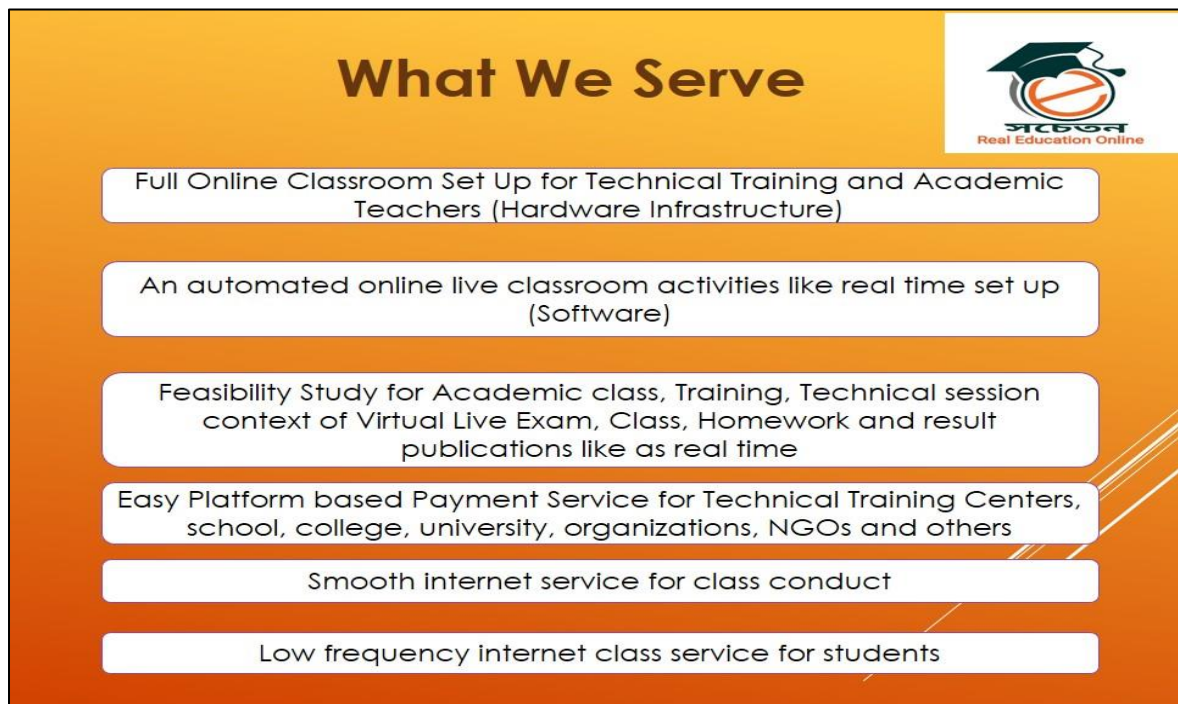 What We Serve
সচেতন
Real Education Online
Full Online Classroom Set Up for Technical Training and Academic
Teachers (Hardware Infrastructure)
An automated online live classroom activities like real time set up
(Software)
Feasibility Study for Academic class, Training, Technical session
context of Virtual Live Exam, Class, Homework and result
publications like as real time
Easy Platform based Payment Service for Technical Training Centers,
school, college, university, organizations, NGOs and others
Smooth internet service for class conduct
Low frequency internet class service for students